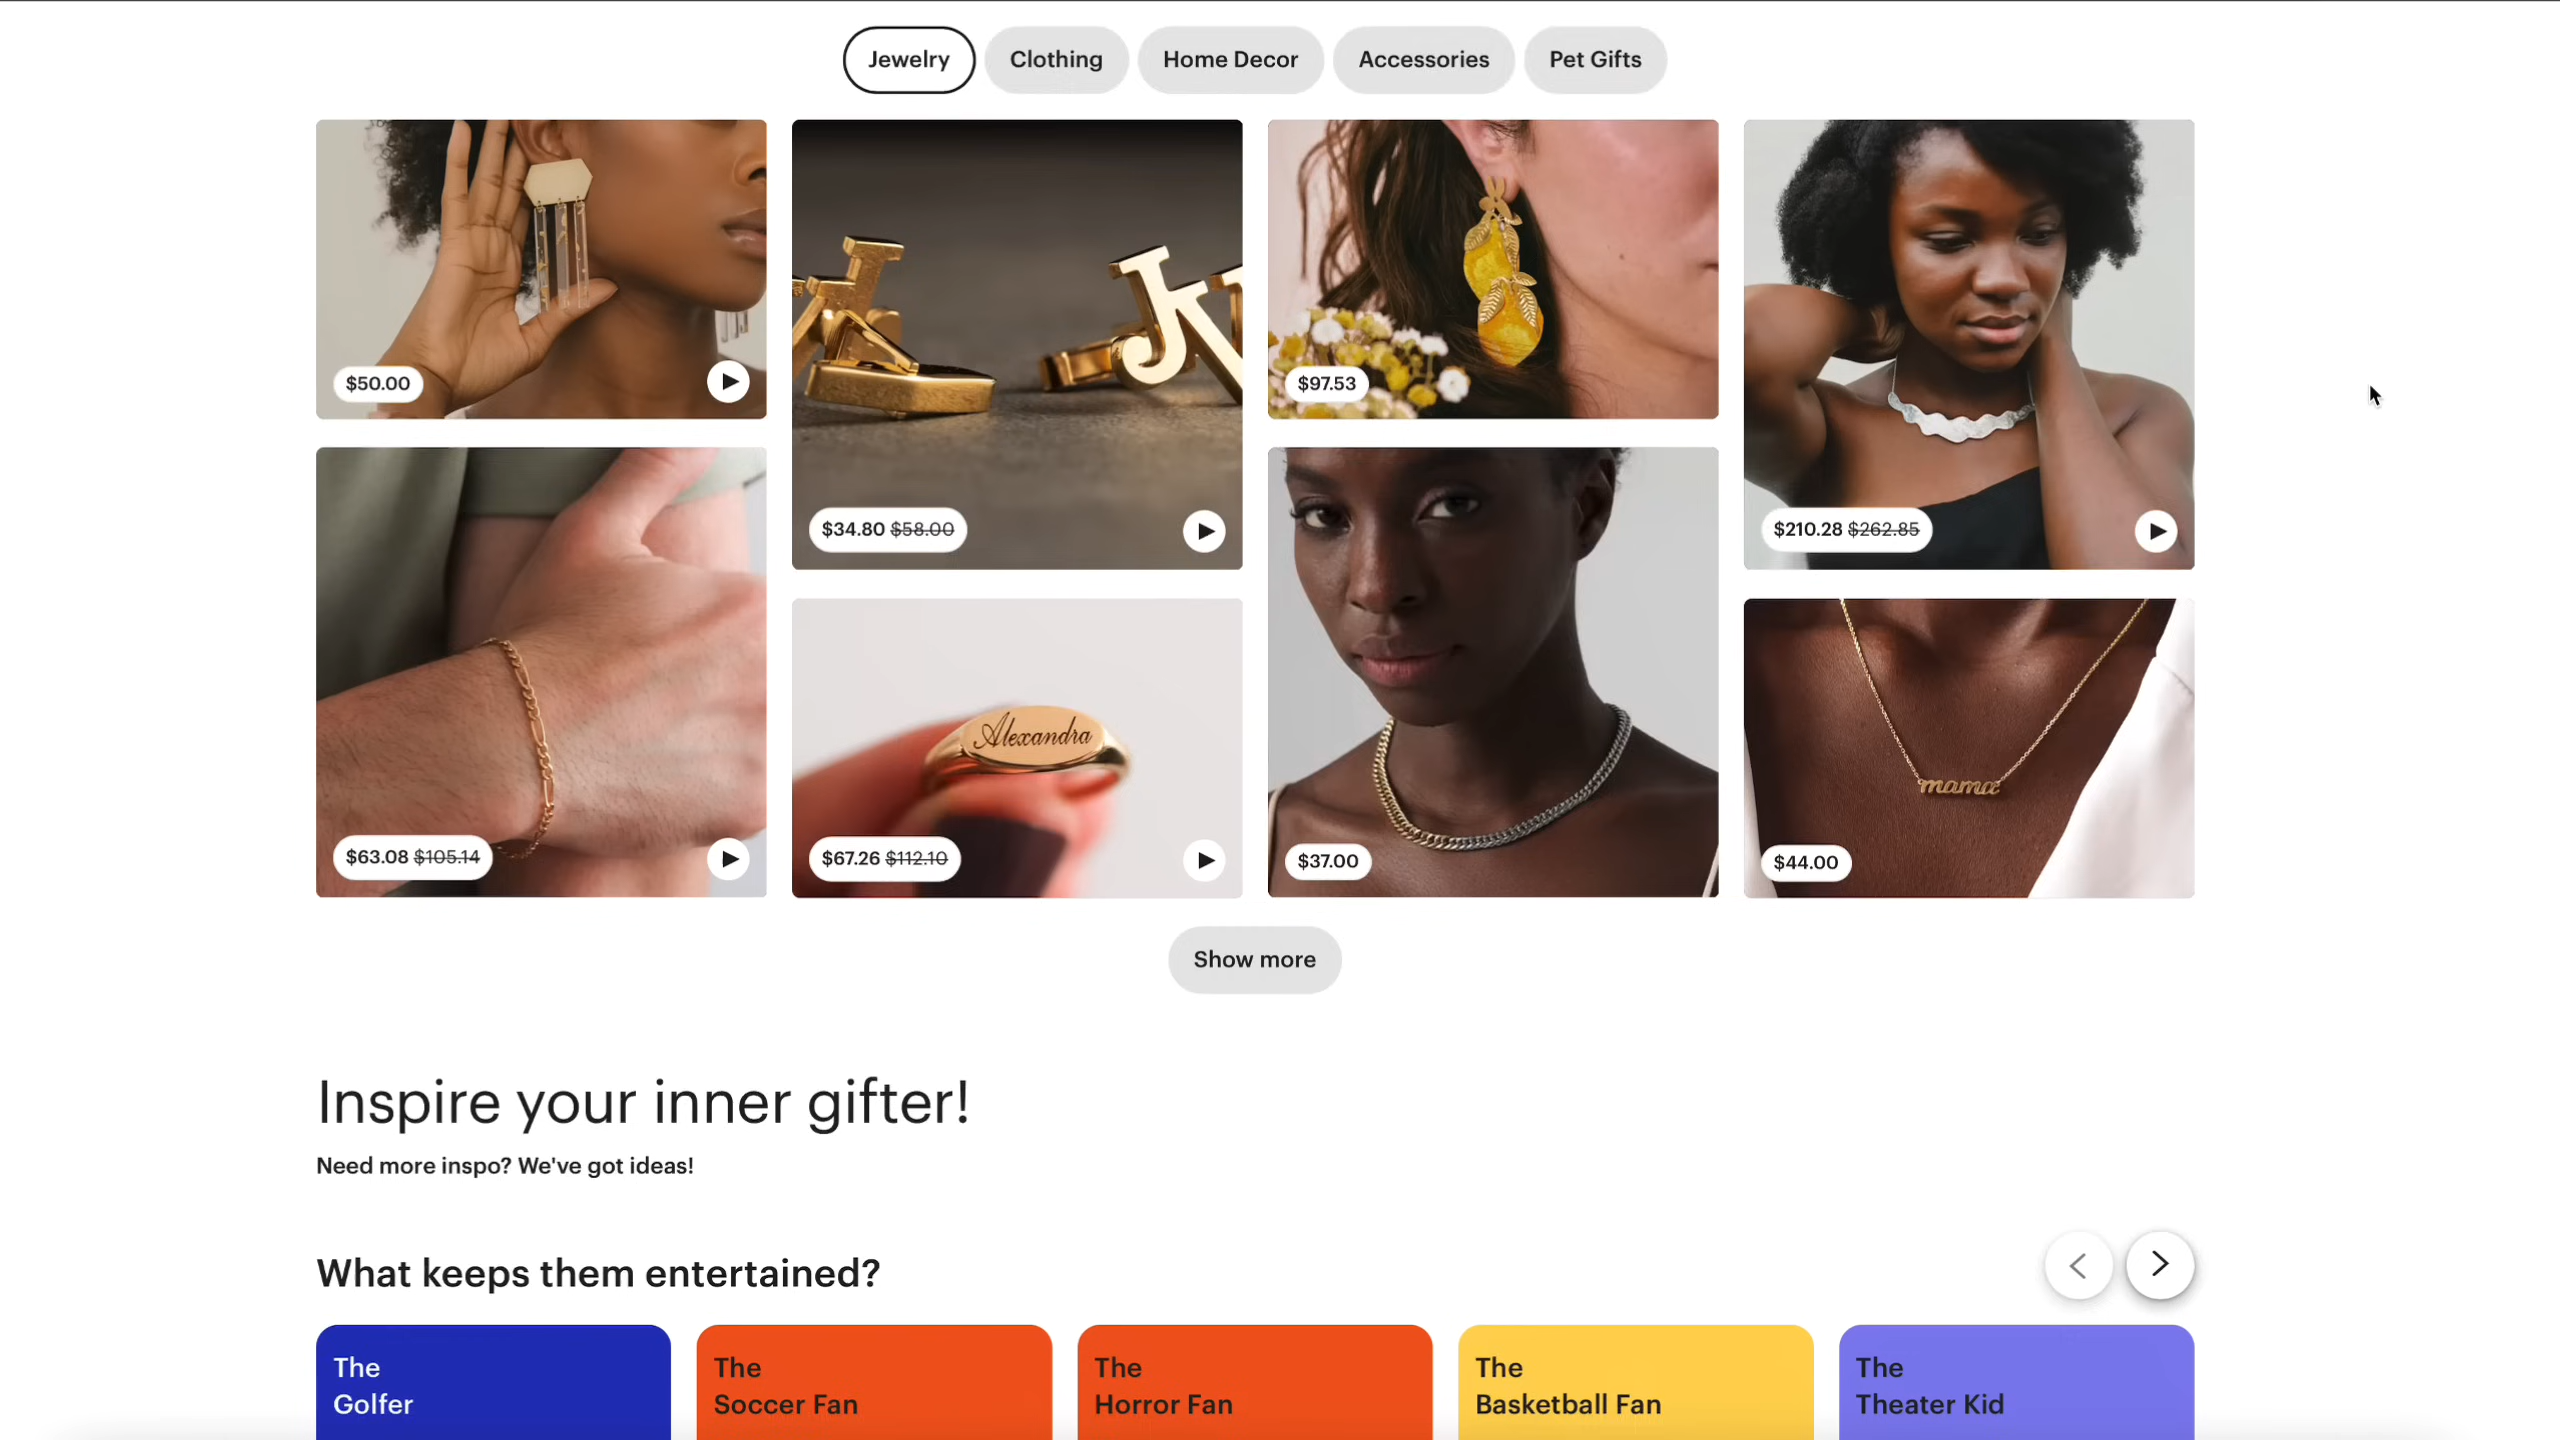 Jewelry
Clothing
Home Decor
Accessories
Pet Gifts
$50.00
$34.80 $58.00
$97.53
$210.28 $262.85
$63.08 $105.14
Alexandra
$67.26 $112.10
$37.00
mama
$44.00
Show more
Inspire your inner gifter!
Need more inspo? We've got ideas!
What keeps them entertained?
The
Golfer
The
Soccer Fan
The
Horror Fan
The
Basketball Fan
The
Theater Kid